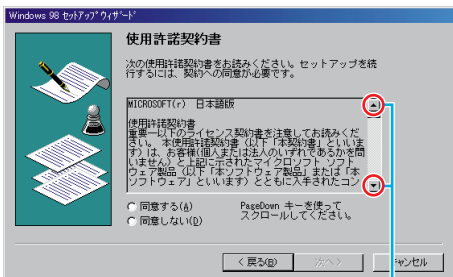 Windows 98 セットアップ ウィザード
使用許諾契約書
次の使用許諾契約書をお読みください。セットアップを続
行するには、契約への同意が必要です。
MICROSOFT(r) 日本語版
使用許諾契約書
重要－以下のライセンス契約書を注意してお読みくだ
さい。 本使用許諾契約書（以下「本契約書」といいま
す）は、お客様(個人または法人のいずれであるかを問
いません）と上記に示されたマイクロソフト ソフト
ウェア製品（以下「本ソフトウェア製品」または「本
ソフトウェア」といいます）とともに入手されたコン
同意する(A)
同意しない(D)
PageDown キーを使って
スクロールしてください。
< 戻る(B)
次へ >
キャンセル